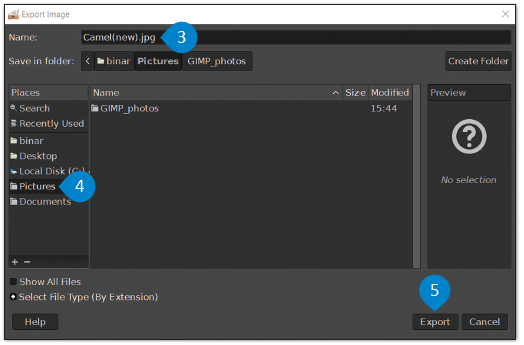 Export Image
Name: Camel(new).jpg 3
Save in folder: binar Pictures GIMP_photos Create Folder
Places Name Size Modified Preview
Search GIMP_photos 15:44
Recently Used
binar
Desktop
Local Disk (C:)
Pictures 4 No selection
Documents
Show All Files
Select File Type (By Extension) 5
Help Export Cancel